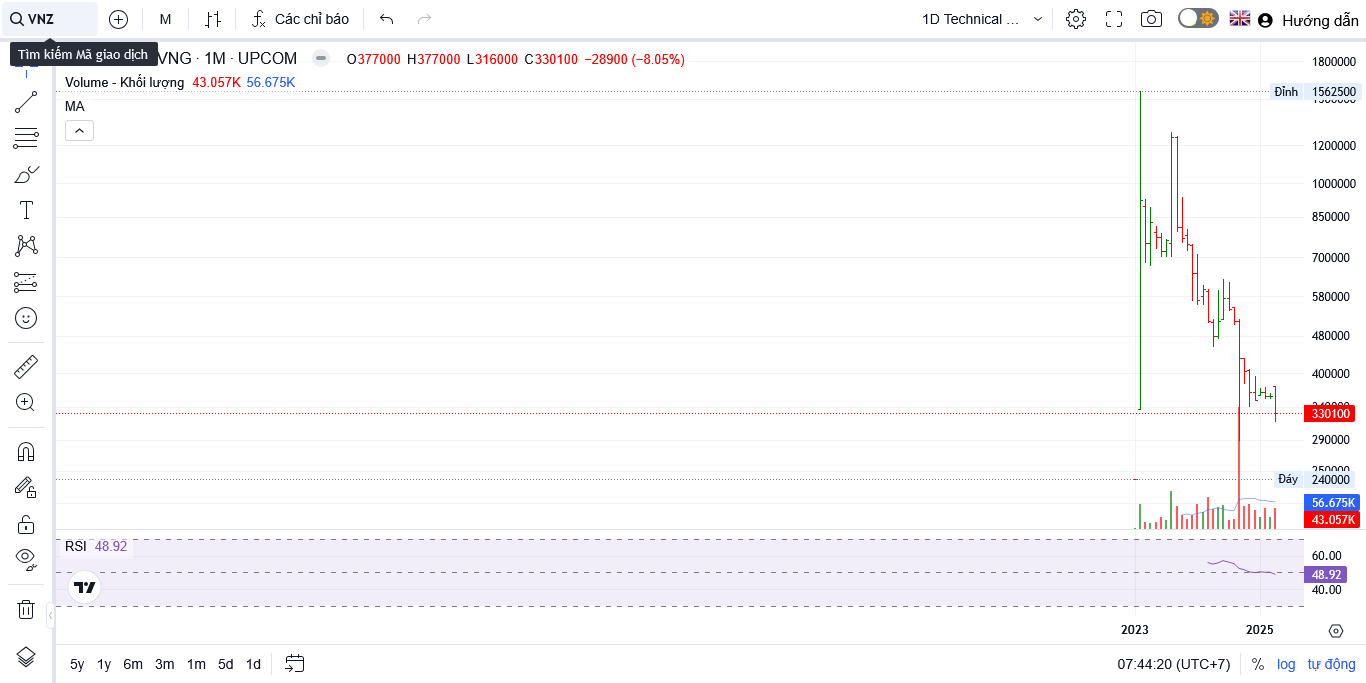 VNZ
M
Các chỉ báo
1D Technical ...
Hướng dẫn
Tìm kiếm Mã giao dịch
VNG · 1M · UPCOM
O377000 H377000 L316000 C330100 −28900 (−8.05%)
Volume - Khối lượng 43.057K 56.675K
MA
1800000
Đỉnh 1562500
1200000
1000000
850000
700000
580000
480000
400000
340000
330100
290000
250000
Đáy 240000
56.675K
43.057K
RSI 48.92
60.00
48.92
40.00
2023 2025
5y 1y 6m 3m 1m 5d 1d
07:44:20 (UTC+7)
% log tự động